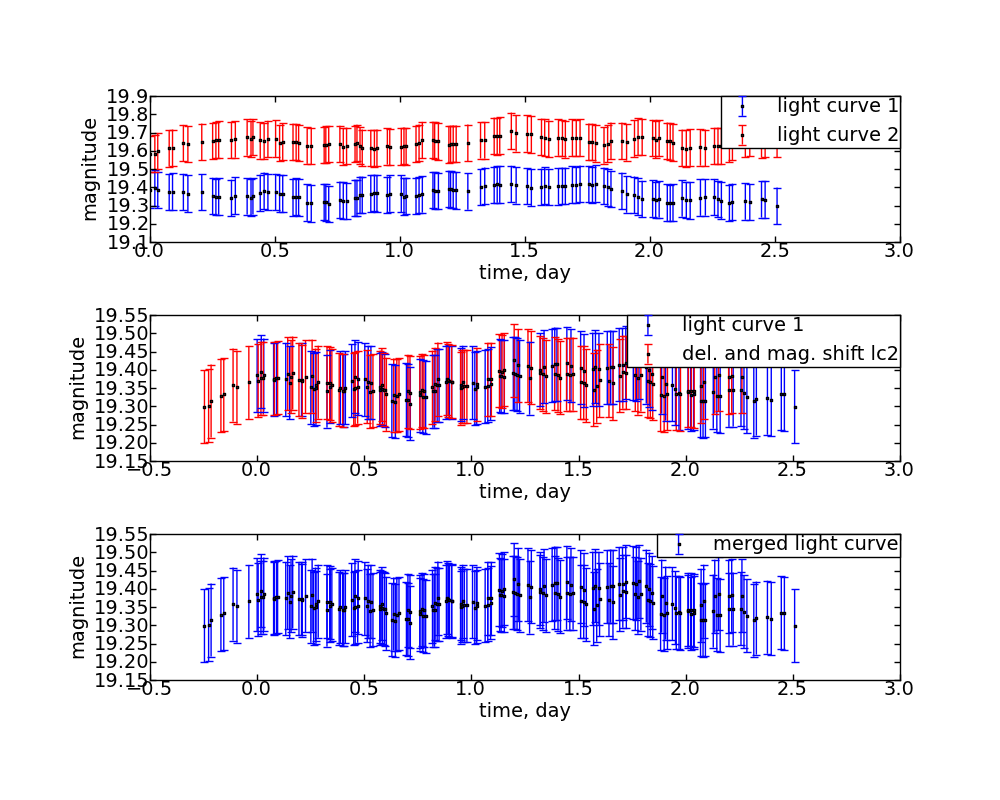 19.9
19.8
19.7
19.6
19.5
19.4
19.3
19.2
19.1
magnitude
light curve 1
light curve 2
0.0 0.5 1.0 1.5 2.0 2.5 3.0
time, day
19.55
19.50
19.45
19.40
19.35
19.30
19.25
19.20
19.15
magnitude
light curve 1
del. and mag. shift lc2
−0.5 0.0 0.5 1.0 1.5 2.0 2.5 3.0
time, day
19.55
19.50
19.45
19.40
19.35
19.30
19.25
19.20
19.15
magnitude
merged light curve
−0.5 0.0 0.5 1.0 1.5 2.0 2.5 3.0
time, day